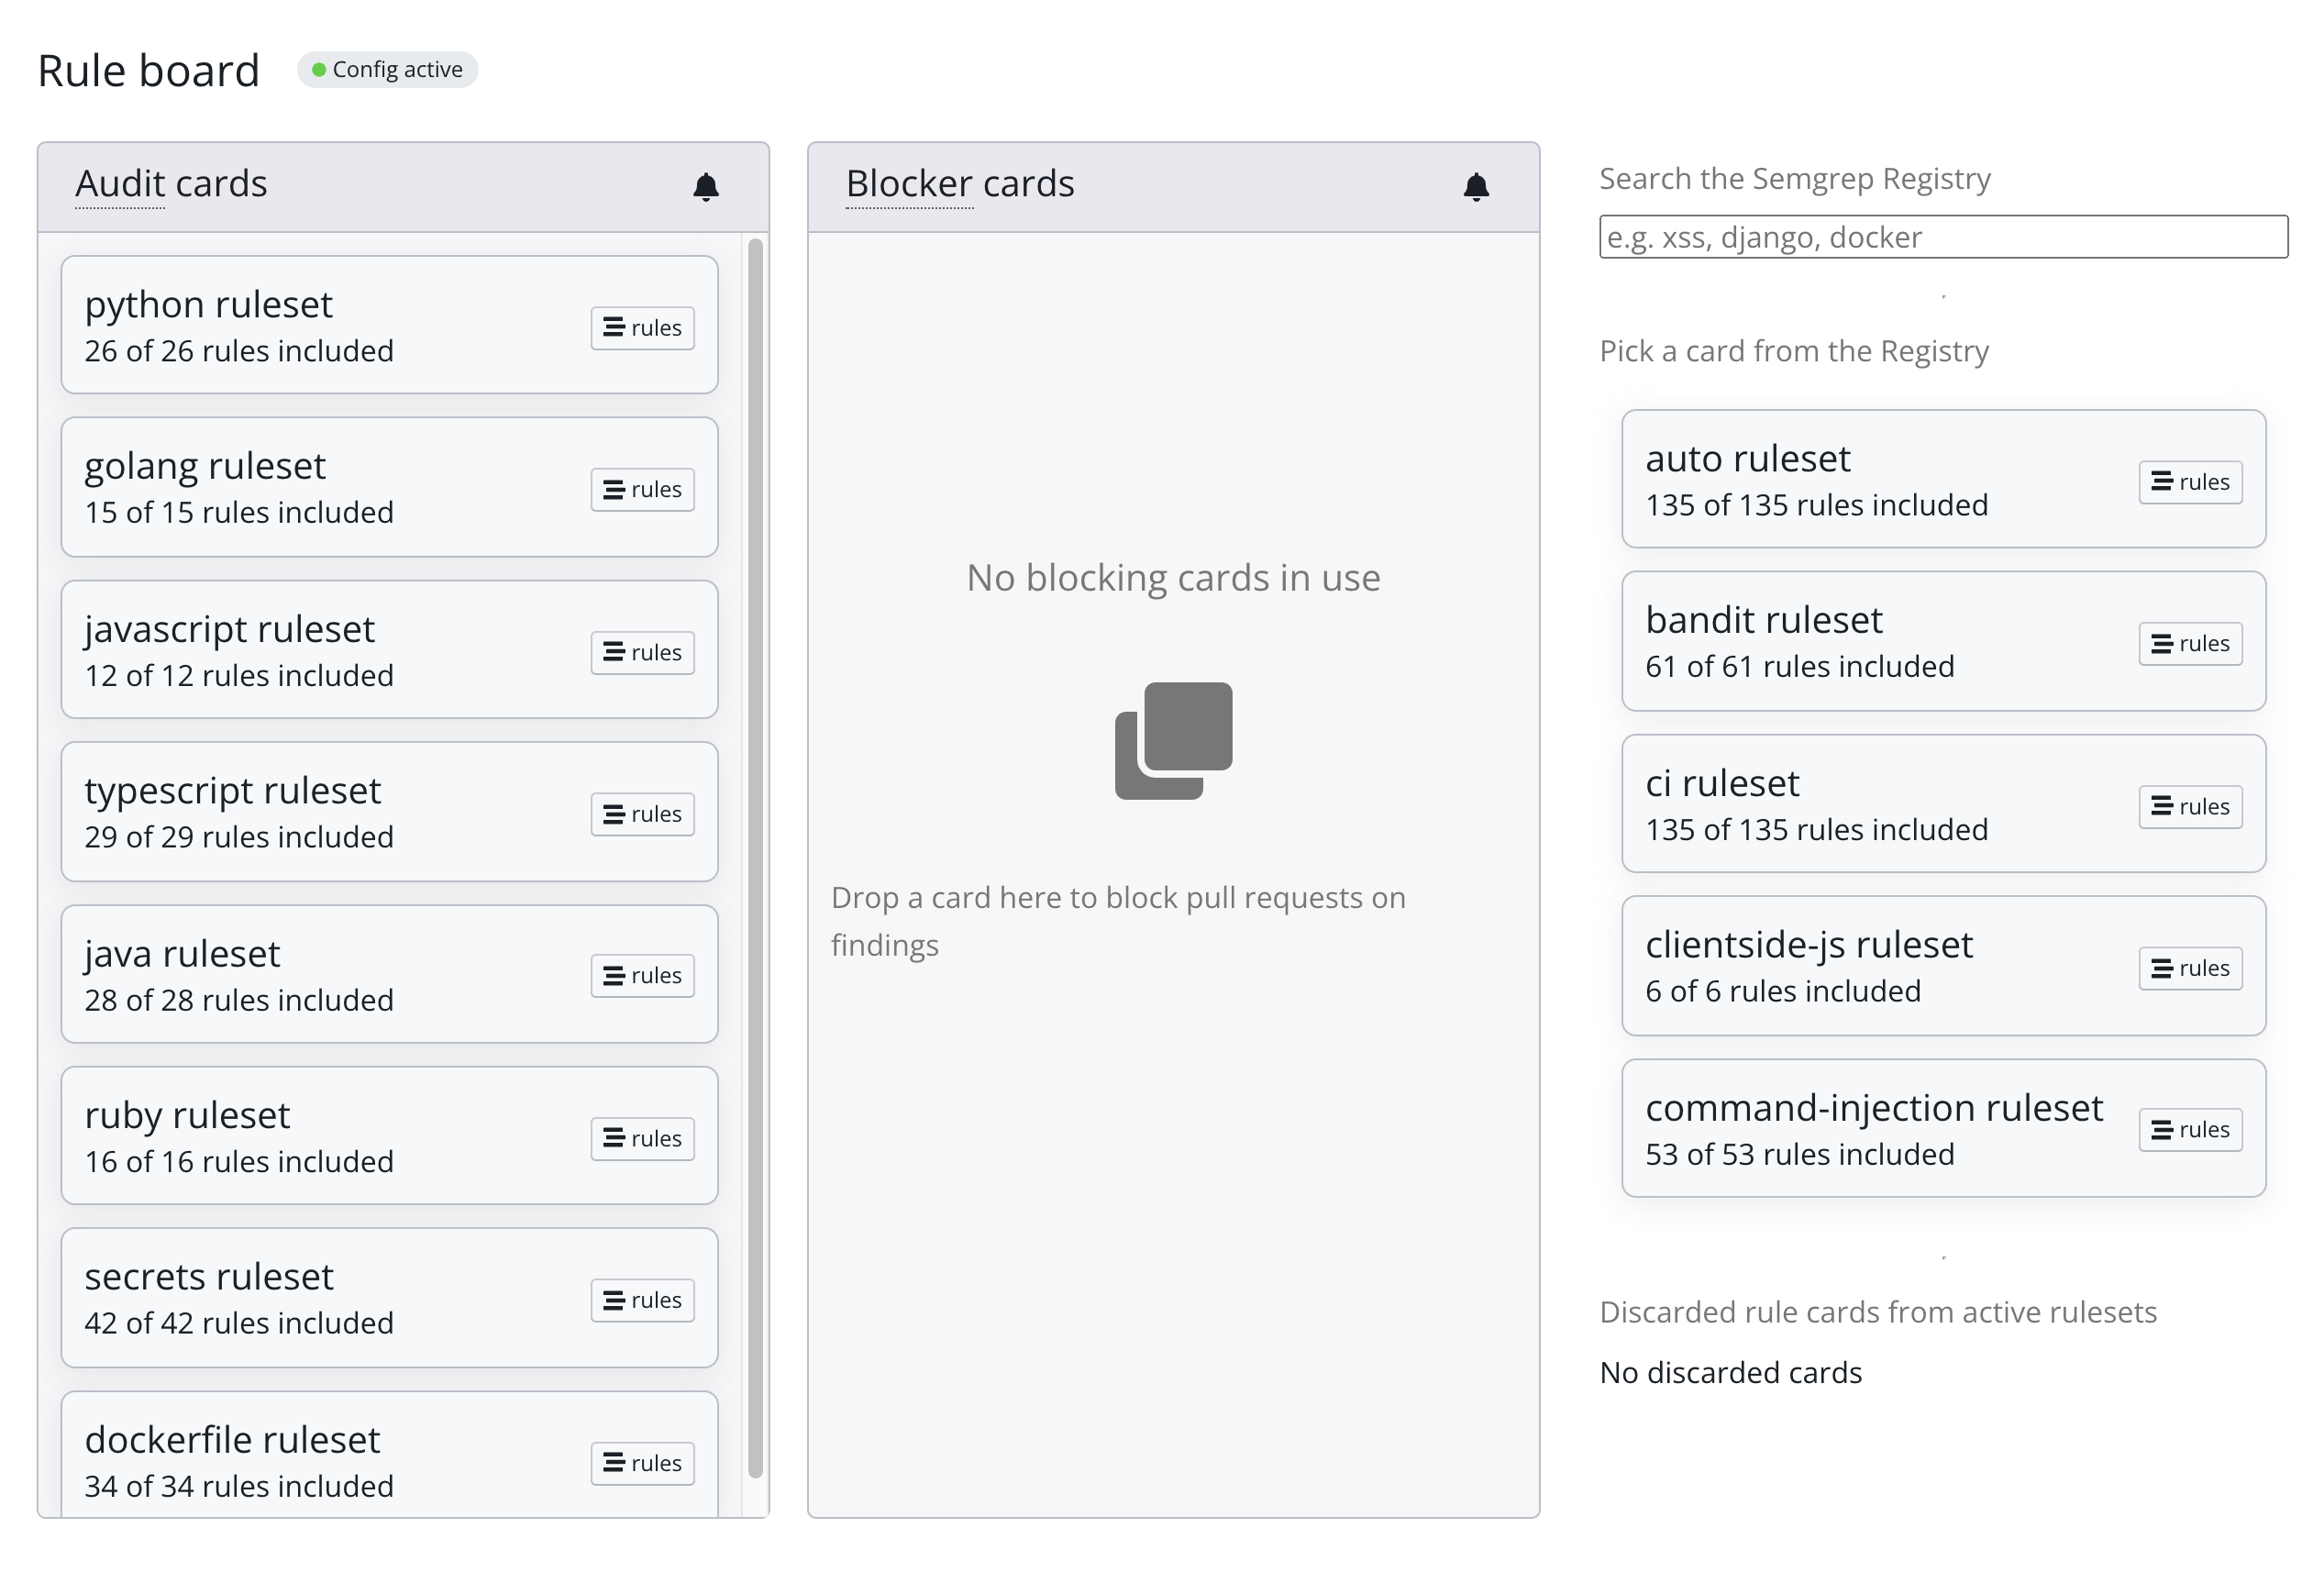 Rule board
Config active
Audit cards
python ruleset
26 of 26 rules included
rules
golang ruleset
15 of 15 rules included
rules
javascript ruleset
12 of 12 rules included
rules
typescript ruleset
29 of 29 rules included
rules
java ruleset
28 of 28 rules included
rules
ruby ruleset
16 of 16 rules included
rules
secrets ruleset
42 of 42 rules included
rules
dockerfile ruleset
34 of 34 rules included
rules
Blocker cards
No blocking cards in use
Drop a card here to block pull requests on
findings
Search the Semgrep Registry
e.g. xss, django, docker
Pick a card from the Registry
auto ruleset
135 of 135 rules included
rules
bandit ruleset
61 of 61 rules included
rules
ci ruleset
135 of 135 rules included
rules
clientside-js ruleset
6 of 6 rules included
rules
command-injection ruleset
53 of 53 rules included
rules
Discarded rule cards from active rulesets
No discarded cards